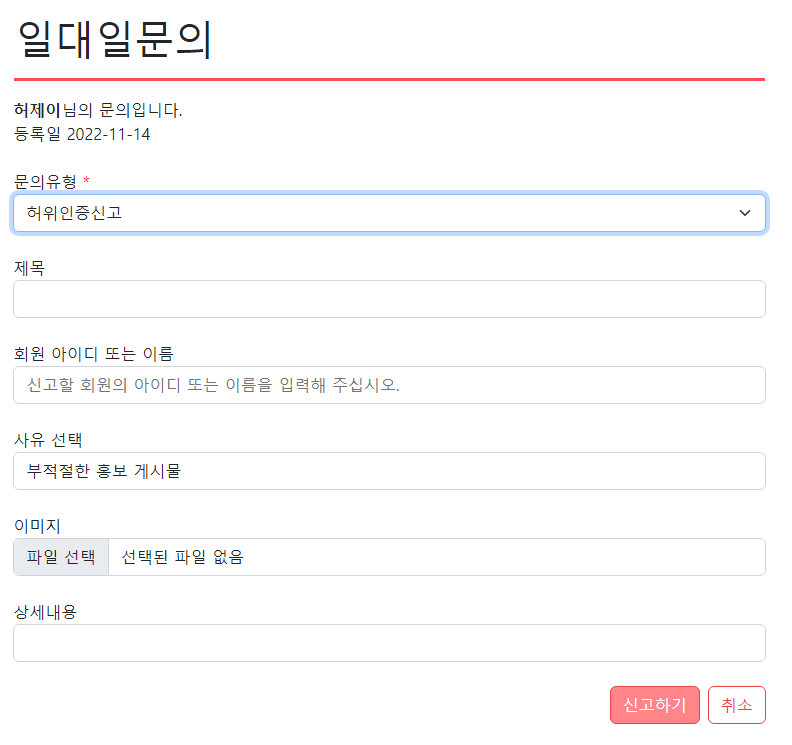 일대일문의
허제이님의 문의입니다.
등록일 2022-11-14
문의유형 *
허위인증신고
제목
회원 아이디 또는 이름
신고할 회원의 아이디 또는 이름을 입력해 주십시오.
사유 선택
부적절한 홍보 게시물
이미지
파일 선택 선택된 파일 없음
상세내용
신고하기 취소